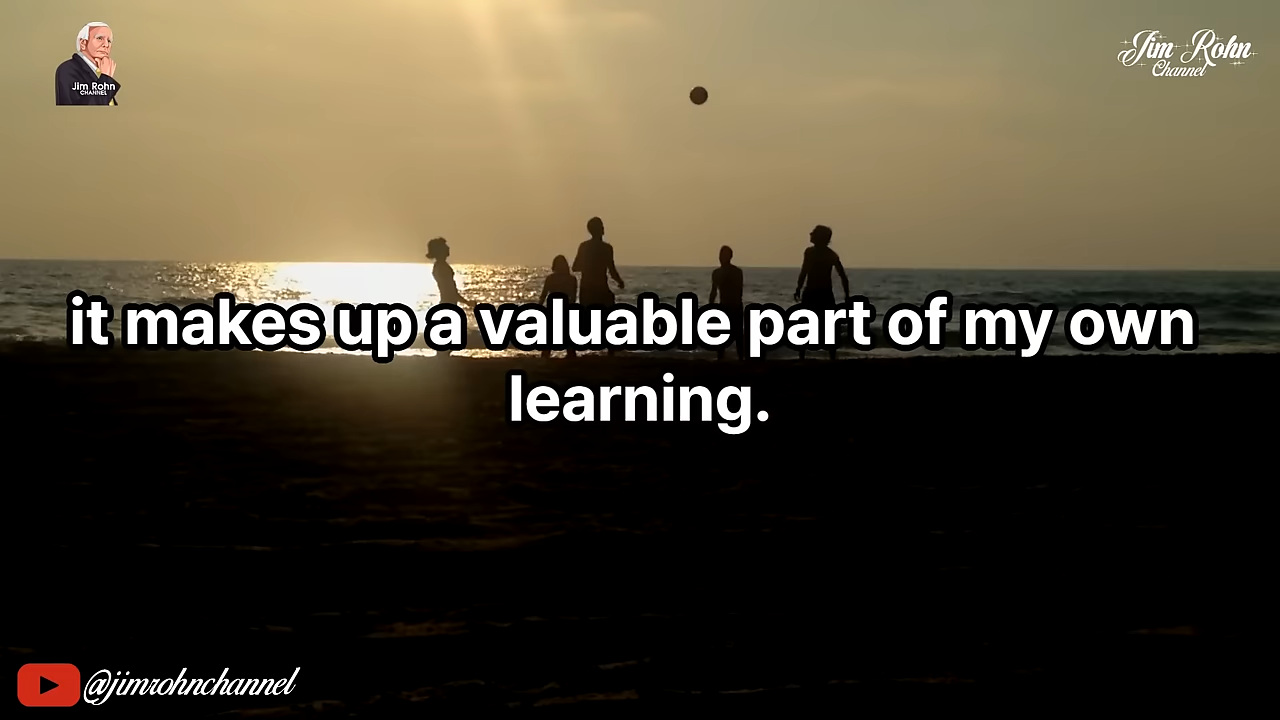 Jim Rohn
CHANNEL
Jim Rohn
Channel
it makes up a valuable part of my own
learning.
@jimrohnchannel